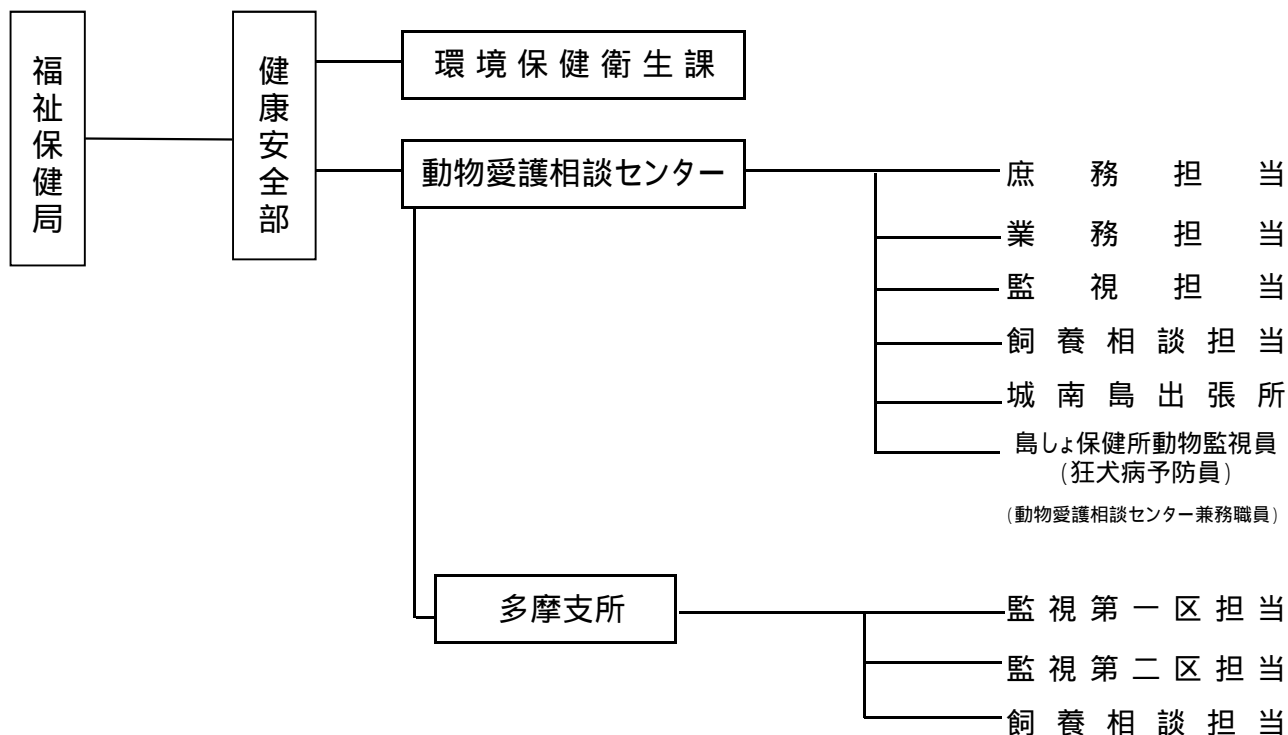 福祉保健局
健康安全部
環境保健衛生課
動物愛護相談センター
庶務担当
業務担当
監視担当
飼養相談担当
城南島出張所
島しょ保健所動物監視員
(狂犬病予防員)
(動物愛護相談センター兼務職員)
多摩支所
監視第一区担当
監視第二区担当
飼養相談担当